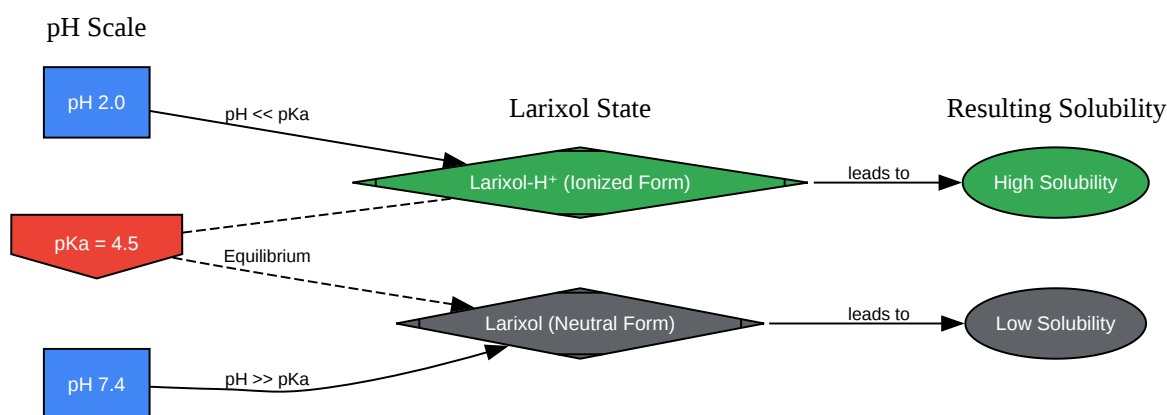 pH Scale
pH 2.0
pH << pKa
Larixol State
Resulting Solubility
Larixol-H⁺ (Ionized Form)
leads to
High Solubility
pKa = 4.5
Equilibrium
Larixol (Neutral Form)
leads to
Low Solubility
pH 7.4
pH >> pKa